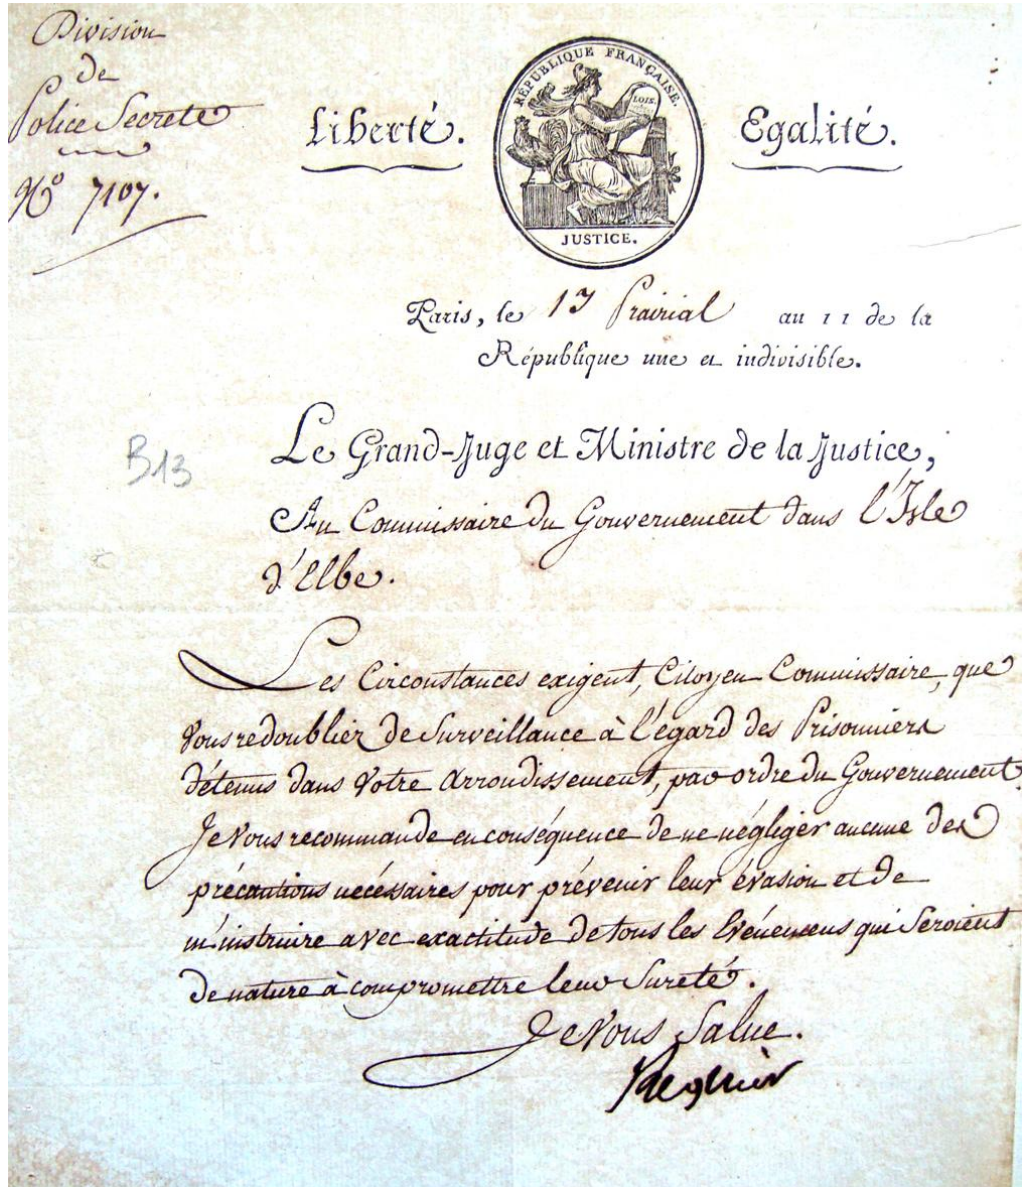 Division
de
Police Secrete
No 7107.
Liberté.
RÉPUBLIQUE FRANÇAISE.
LOIX.
JUSTICE.
Egalité.
Paris, le 17 Prairial an 11 de la
République une et indivisible.
B13
Le Grand-Juge et Ministre de la Justice,
Au Commissaire du Gouvernement dans l'Isle
d'Elbe.
Les Circonstances exigent, Citoyen Commissaire, que
Vous redoubliez de Surveillance à l'égard des Prisonniers
détenus dans Votre Arrondissement, par ordre du Gouvernement.
Je Vous recommande en conséquence de ne négliger aucune des
précautions nécessaires pour prévenir leur évasion et de
m'instruire avec exactitude de tous les Événemens qui Seroient
de nature à compromettre leur Sureté.
Je Vous Salue.
Regnier